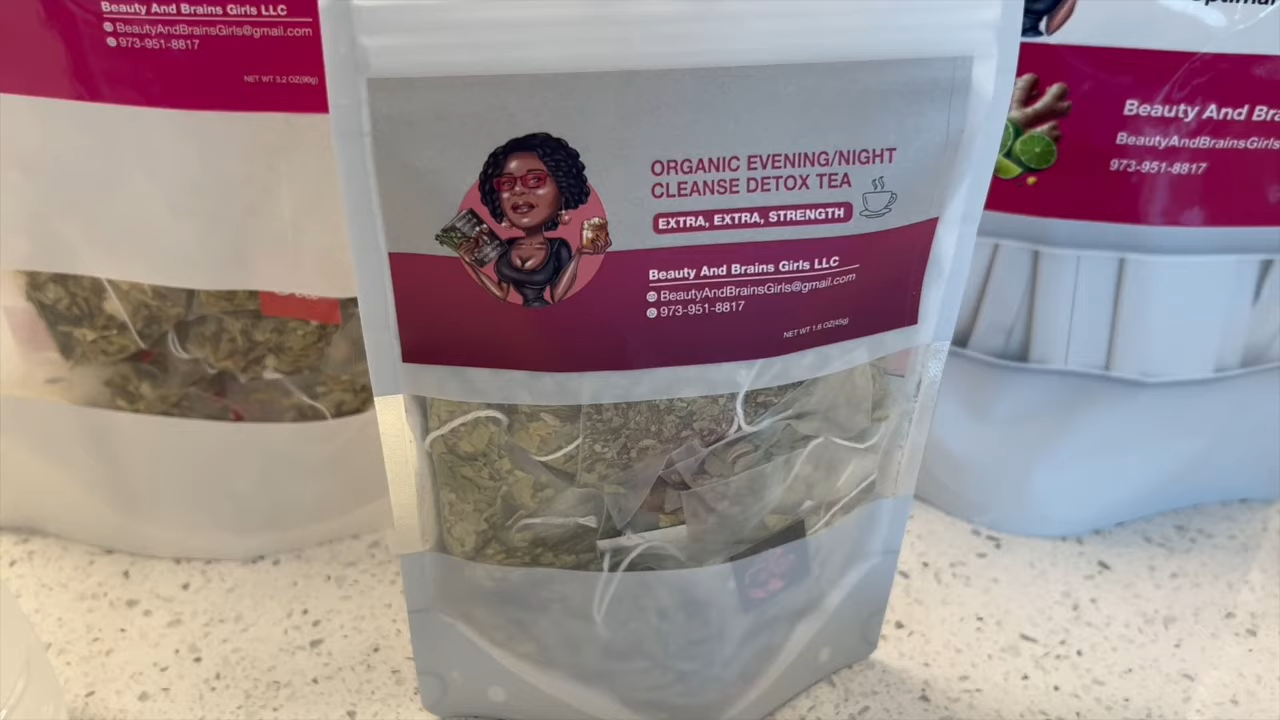 Beauty And Brains Girls LLC
BeautyAndBrainsGirls@gmail.com
973-951-8817
NET WT 3.2 OZ(90g)
ORGANIC EVENING/NIGHT
CLEANSE DETOX TEA
EXTRA, EXTRA, STRENGTH
Beauty And Brains Girls LLC
BeautyAndBrainsGirls@gmail.com
973-951-8817
NET WT 1.6 OZ(45g)
Optimal
Beauty And Bra
BeautyAndBrainsGirls
973-951-8817